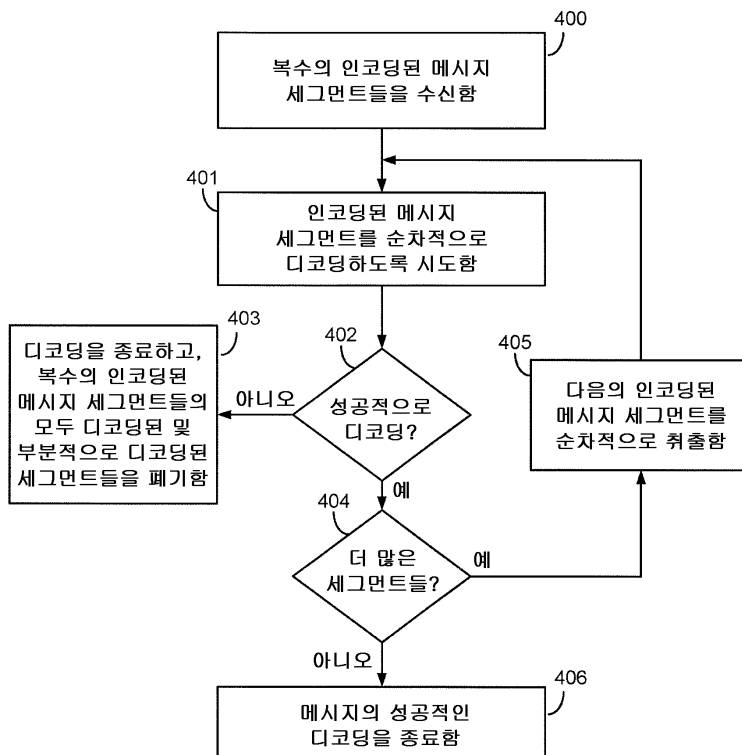 400
복수의 인코딩된 메시지
세그먼트들을 수신함
401
인코딩된 메시지
세그먼트를 순차적으로
디코딩하도록 시도함
403
디코딩을 종료하고,
복수의 인코딩된
메시지 세그먼트들의
모두 디코딩된 및
부분적으로 디코딩된
세그먼트들을 폐기함
402
아니오
성공적으로
디코딩?
405
다음의 인코딩된
메시지 세그먼트를
순차적으로 취출함
예
404
더 많은
세그먼트들?
예
아니오
406
메시지의 성공적인
디코딩을 종료함